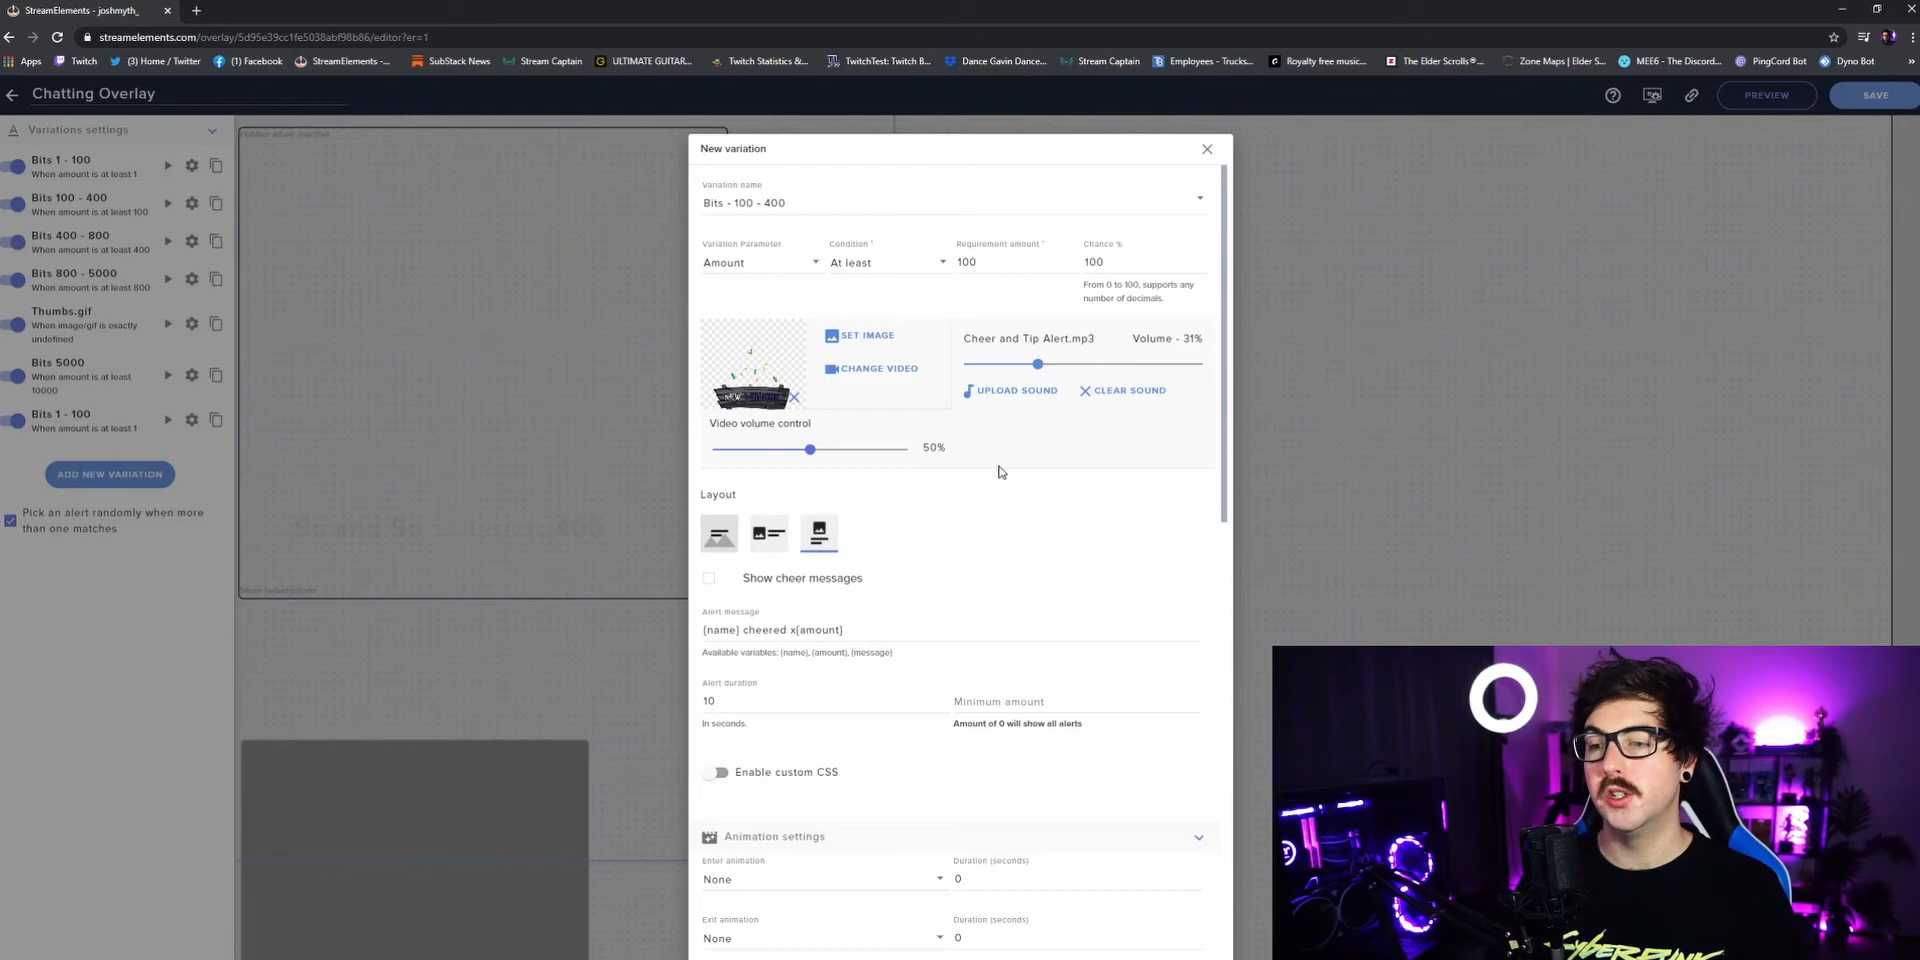 StreamElements - joshmyth_
streamelements.com/overlay/5d95e39cc1fe5038abf98b86/editor?er=1
Apps
Twitch
(3) Home / Twitter
(1) Facebook
StreamElements -...
SubStack News
Stream Captain
ULTIMATE GUITAR...
Twitch Statistics &...
TwitchTest: Twitch B...
Dance Gavin Dance...
Stream Captain
Employees - Trucks...
Royalty free music...
The Elder Scrolls®...
Zone Maps | Elder S...
MEE6 - The Discord...
PingCord Bot
Dyno Bot
»
Chatting Overlay
PREVIEW
SAVE
Variations settings
Bits 1 - 100
When amount is at least 1
Bits 100 - 400
When amount is at least 100
Bits 400 - 800
When amount is at least 400
Bits 800 - 5000
When amount is at least 800
Thumbs.gif
When image/gif is exactly
undefined
Bits 5000
When amount is at least
10000
Bits 1 - 100
When amount is at least 1
ADD NEW VARIATION
Pick an alert randomly when more
than one matches
So and So
400
New variation
Variation name
Bits - 100 - 400
Variation Parameter
Amount
Condition *
At least
Requirement amount *
100
Chance %
100
From 0 to 100, supports any
number of decimals.
NEW
SET IMAGE
CHANGE VIDEO
Cheer and Tip Alert.mp3
Volume - 31%
UPLOAD SOUND
CLEAR SOUND
Video volume control
50%
Layout
Show cheer messages
Alert message
{name} cheered x{amount}
Available variables: {name}, {amount}, {message}
Alert duration
10
In seconds.
Minimum amount
Amount of 0 will show all alerts
Enable custom CSS
Animation settings
Enter animation
None
Duration (seconds)
0
Exit animation
None
Duration (seconds)
0
CYBERPUNK